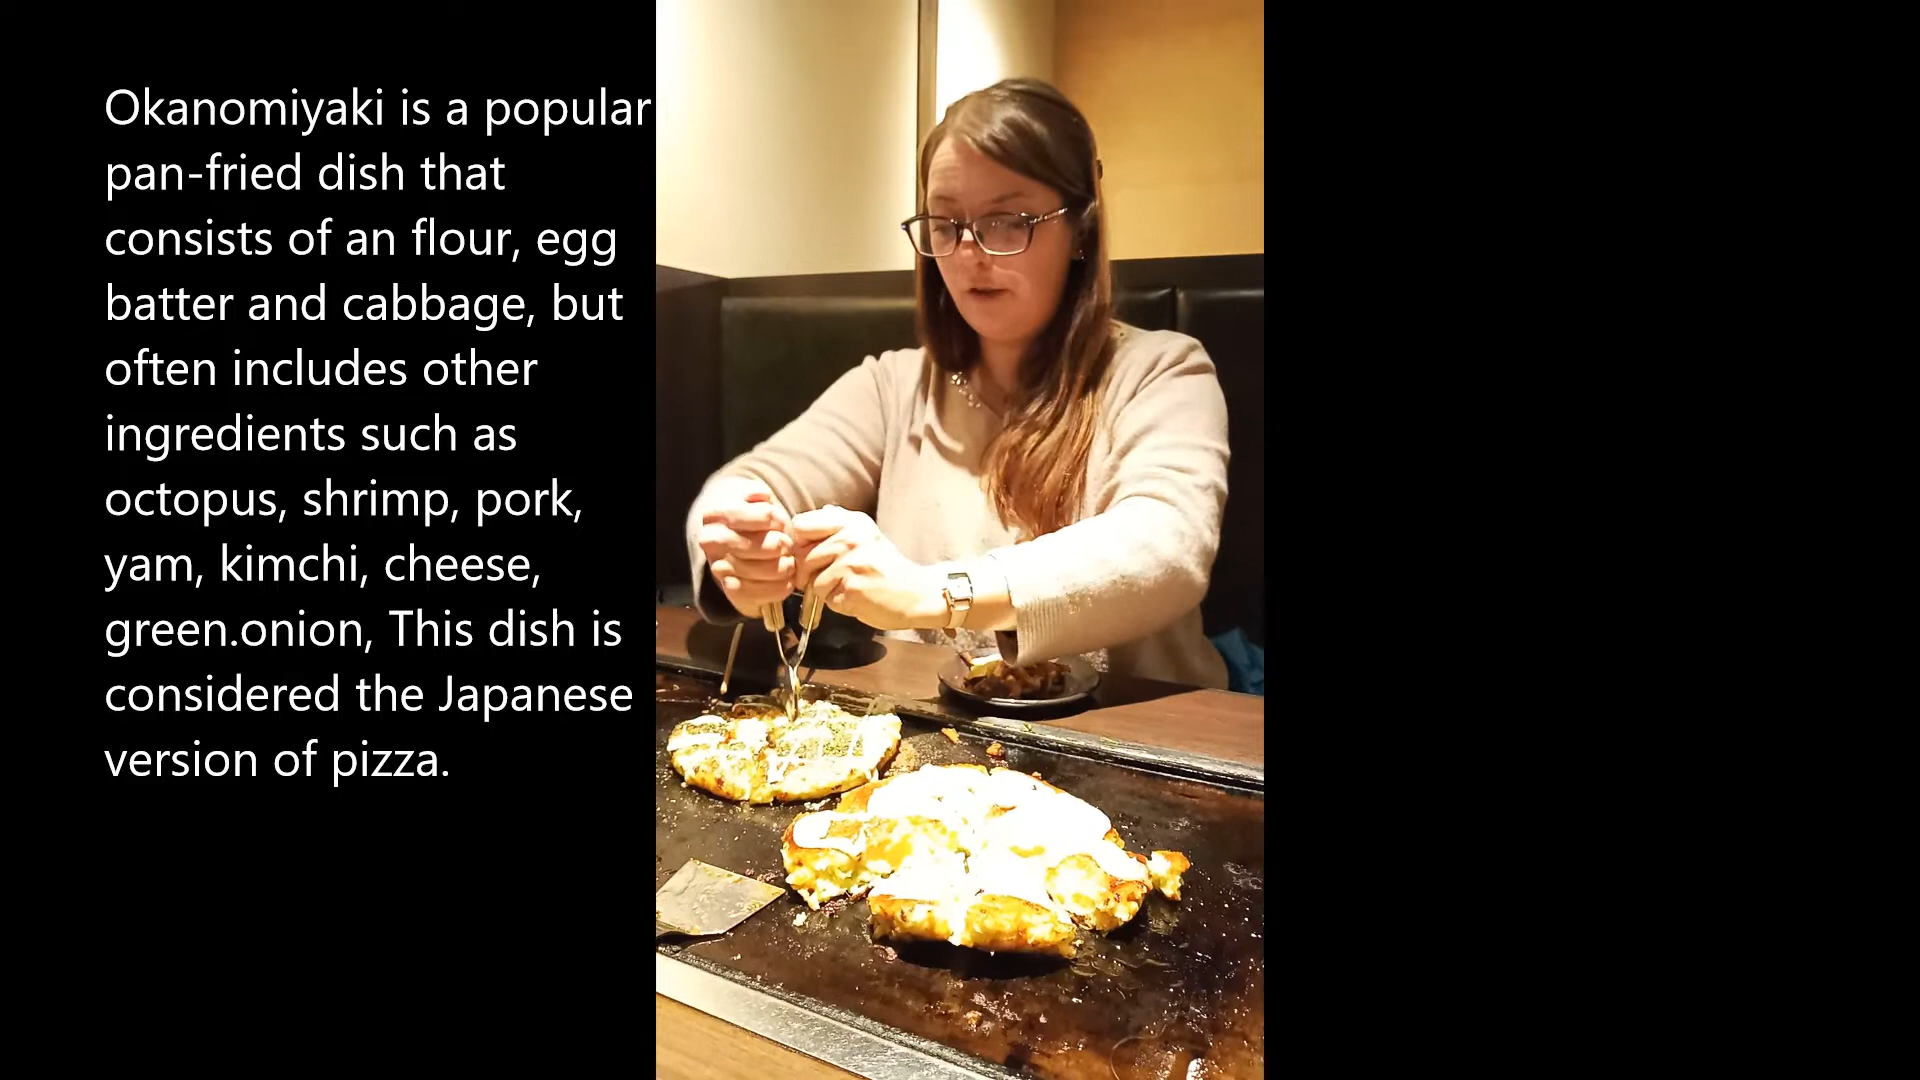 Okanomiyaki is a popular
pan-fried dish that
consists of an flour, egg
batter and cabbage, but
often includes other
ingredients such as
octopus, shrimp, pork,
yam, kimchi, cheese,
green.onion, This dish is
considered the Japanese
version of pizza.